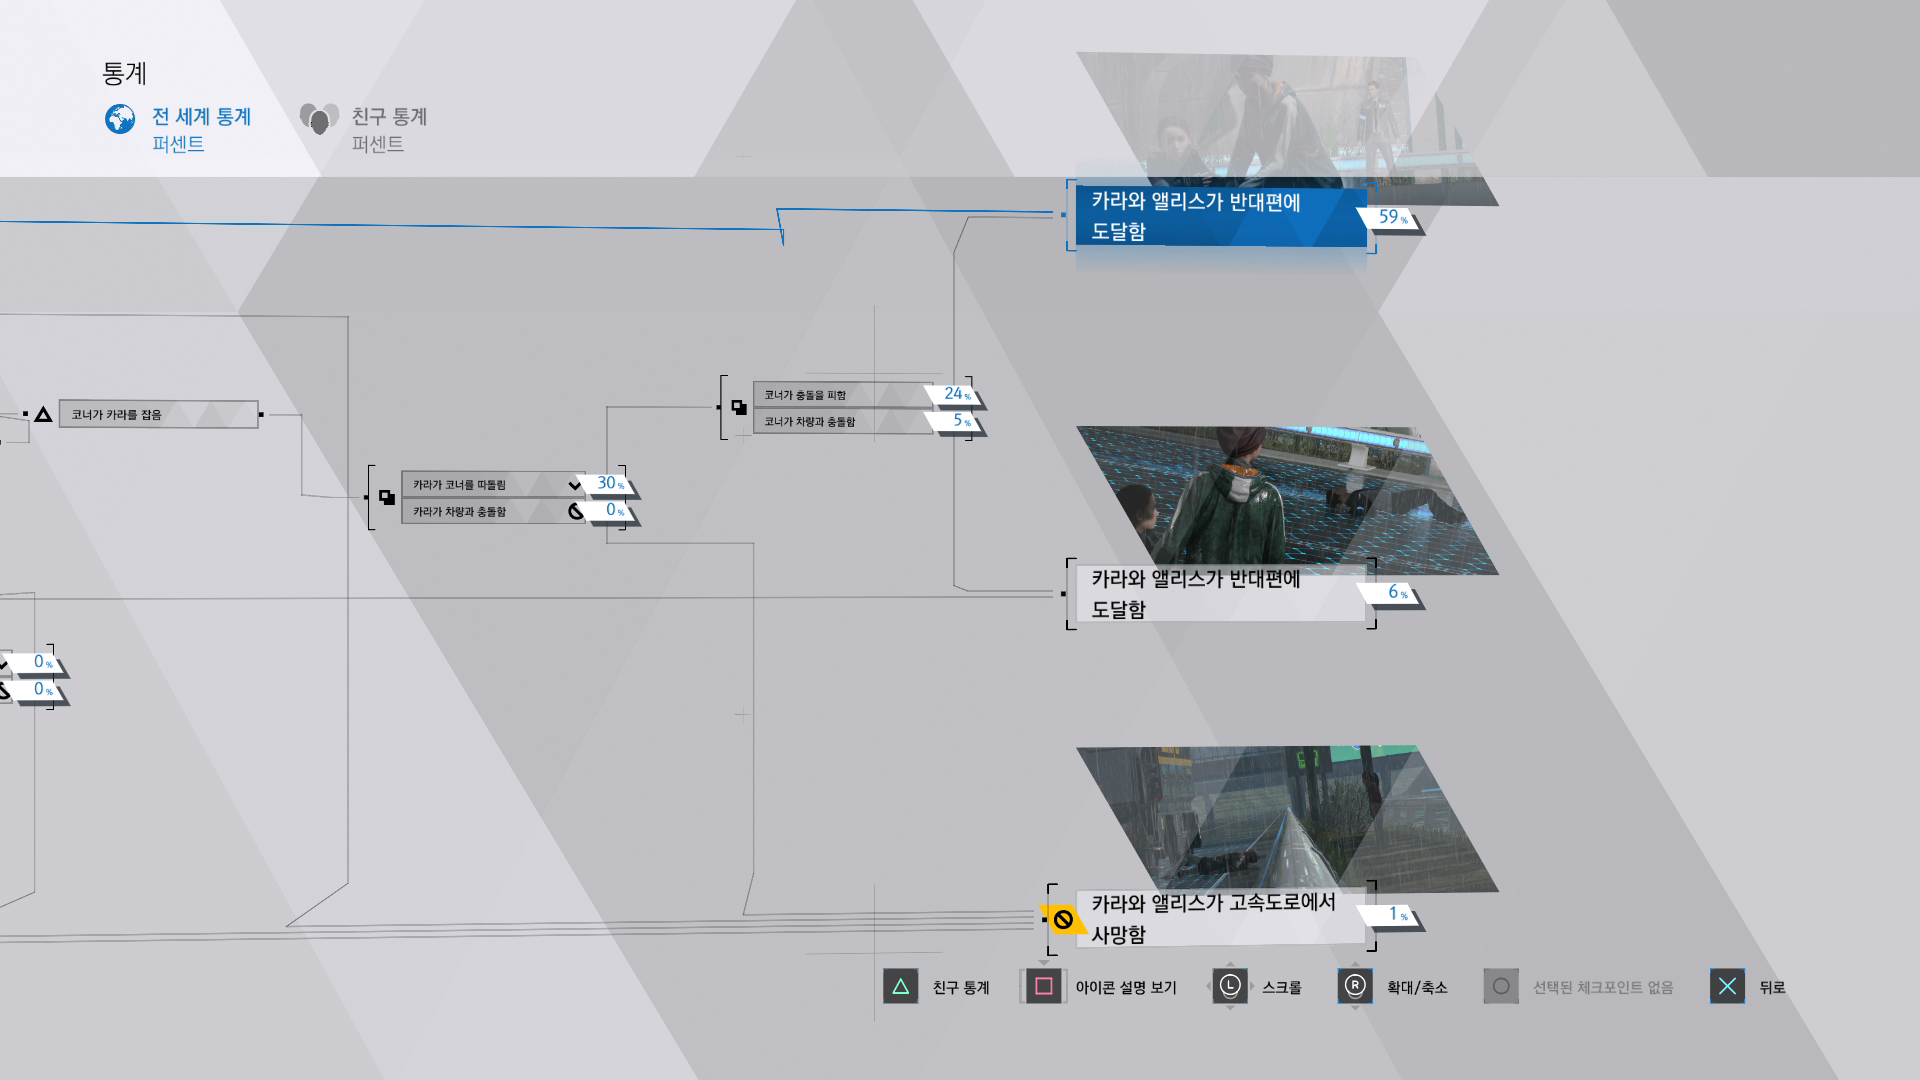 통계
전 세계 통계
퍼센트
친구 통계
퍼센트
카라와 앨리스가 반대편에
도달함
59%
코너가 카라를 잡음
코너가 충돌을 피함
24%
코너가 차량과 충돌함
5%
카라가 코너를 따돌림
30%
카라가 차량과 충돌함
0%
카라와 앨리스가 반대편에
도달함
6%
0%
0%
카라와 앨리스가 고속도로에서
사망함
1%
친구 통계
아이콘 설명 보기
L
스크롤
R
확대/축소
선택된 체크포인트 없음
뒤로